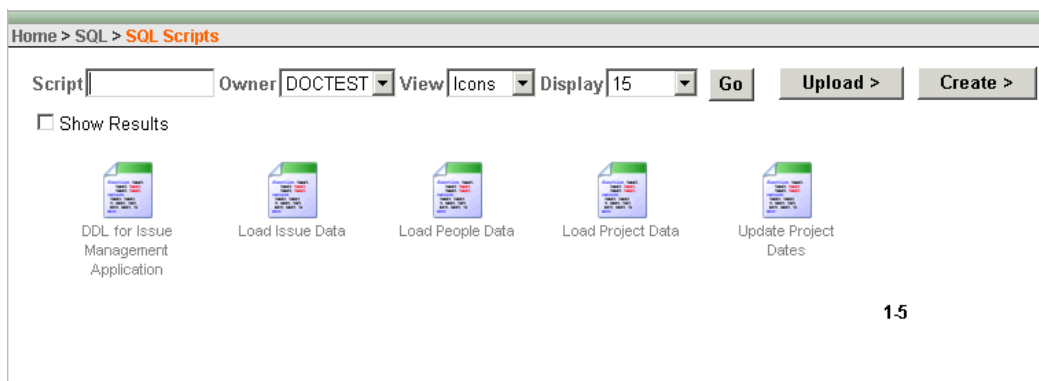 Home > SQL > SQL Scripts
Script Owner DOCTEST View Icons Display 15 Go Upload > Create >
Show Results
DDL for Issue Management Application
Load Issue Data
Load People Data
Load Project Data
Update Project Dates
1-5